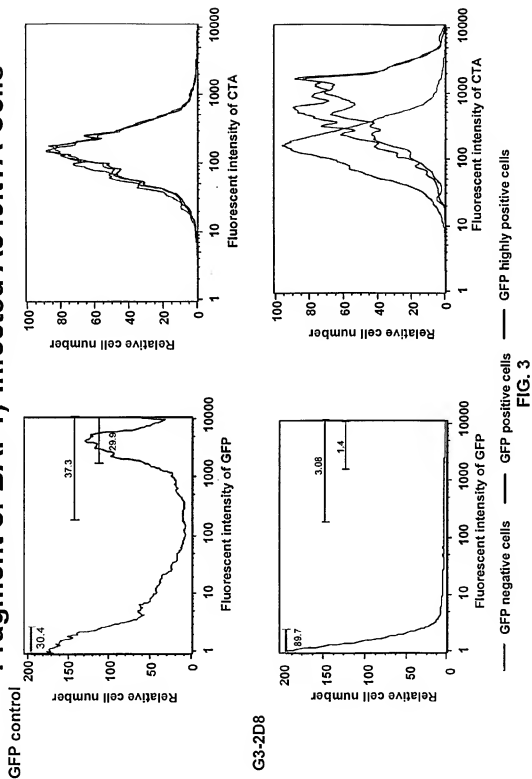 Fragment of Infected Cells
GFP control
Relative cell number
200
150
100
50
0
30.4
37.3
29.9
1 10 100 1000 10000
Fluorescent intensity of GFP
Relative cell number
100
80
60
40
20
0
1 10 100 1000 10000
Fluorescent intensity of CTA
G3-2D8
Relative cell number
200
150
100
50
0
89.7
3.08
1.4
1 10 100 1000 10000
Fluorescent intensity of GFP
Relative cell number
100
80
60
40
20
0
1 10 100 1000 10000
Fluorescent intensity of CTA
GFP negative cells GFP positive cells GFP highly positive cells
FIG. 3